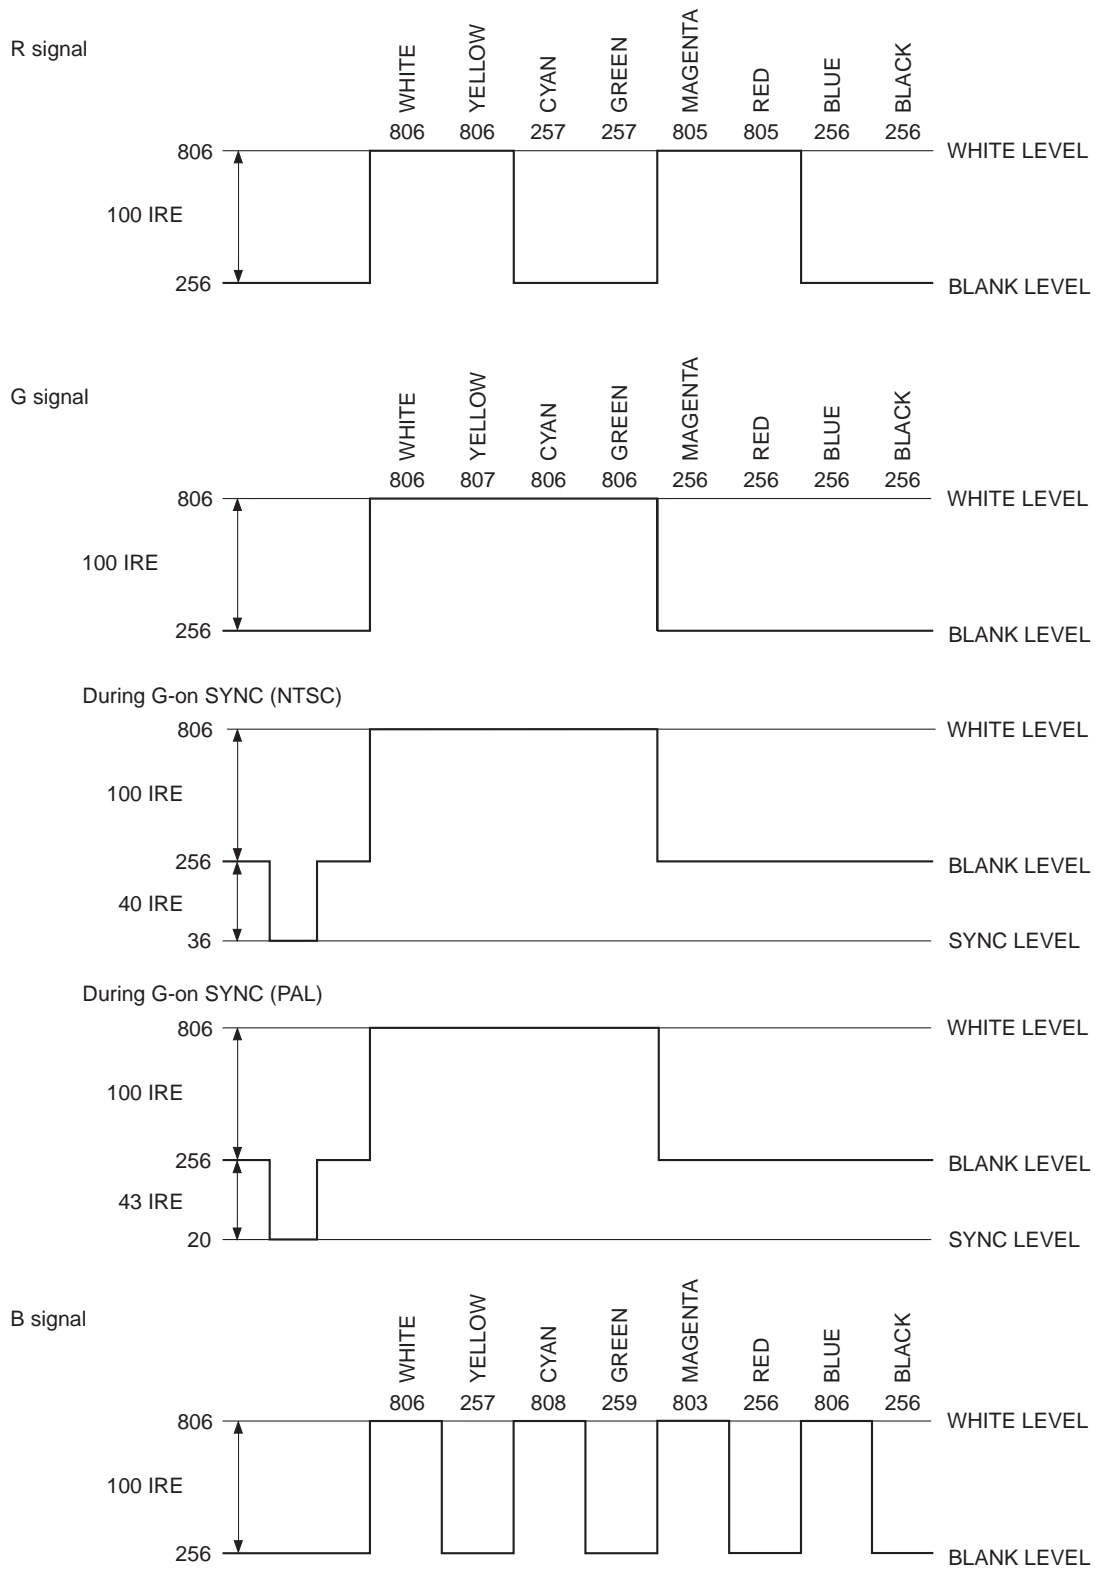 R signal
WHITE YELLOW CYAN GREEN MAGENTA RED BLUE BLACK
806 806 257 257 805 805 256 256
806 WHITE LEVEL
100 IRE
256 BLANK LEVEL
G signal
WHITE YELLOW CYAN GREEN MAGENTA RED BLUE BLACK
806 807 806 806 256 256 256 256
806 WHITE LEVEL
100 IRE
256 BLANK LEVEL
During G-on SYNC (NTSC)
806 WHITE LEVEL
100 IRE
256 BLANK LEVEL
40 IRE
36 SYNC LEVEL
During G-on SYNC (PAL)
806 WHITE LEVEL
100 IRE
256 BLANK LEVEL
43 IRE
20 SYNC LEVEL
B signal
WHITE YELLOW CYAN GREEN MAGENTA RED BLUE BLACK
806 257 808 259 803 256 806 256
806 WHITE LEVEL
100 IRE
256 BLANK LEVEL